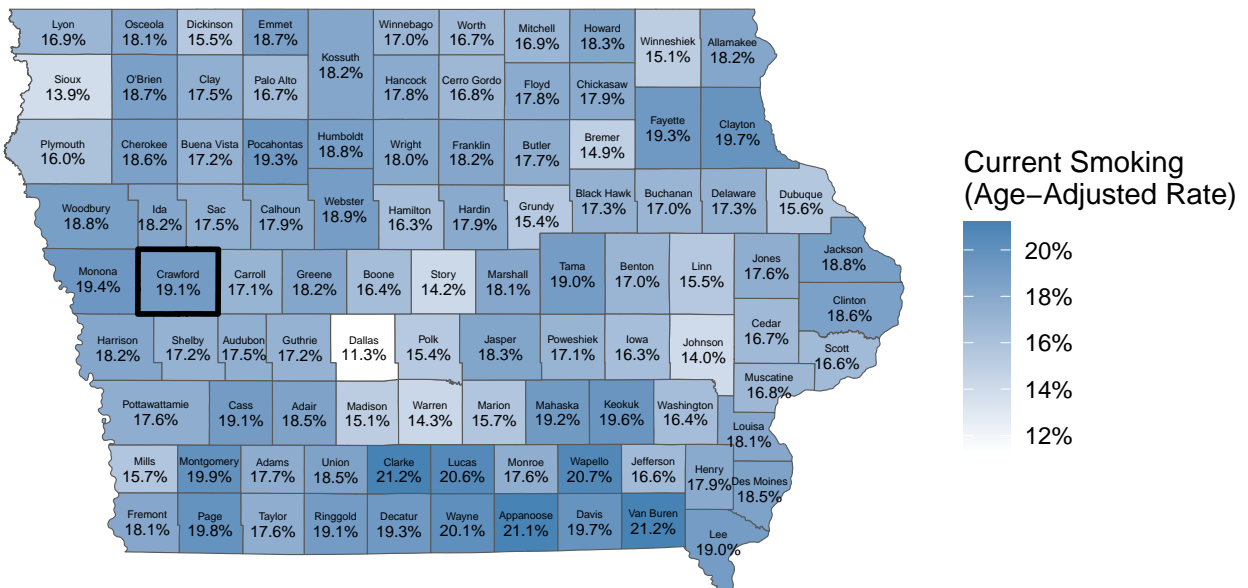 Lyon
16.9%
Osceola
18.1%
Dickinson
15.5%
Emmet
18.7%
Kossuth
18.2%
Winnebago
17.0%
Worth
16.7%
Mitchell
16.9%
Howard
18.3%
Winneshiek
15.1%
Allamakee
18.2%
Sioux
13.9%
O'Brien
18.7%
Clay
17.5%
Palo Alto
16.7%
Hancock
17.8%
Cerro Gordo
16.8%
Floyd
17.8%
Chickasaw
17.9%
Fayette
19.3%
Clayton
19.7%
Plymouth
16.0%
Cherokee
18.6%
Buena Vista
17.2%
Pocahontas
19.3%
Humboldt
18.8%
Wright
18.0%
Franklin
18.2%
Butler
17.7%
Bremer
14.9%
Woodbury
18.8%
Ida
18.2%
Sac
17.5%
Calhoun
17.9%
Webster
18.9%
Hamilton
16.3%
Hardin
17.9%
Grundy
15.4%
Black Hawk
17.3%
Buchanan
17.0%
Delaware
17.3%
Dubuque
15.6%
Monona
19.4%
Crawford
19.1%
Carroll
17.1%
Greene
18.2%
Boone
16.4%
Story
14.2%
Marshall
18.1%
Tama
19.0%
Benton
17.0%
Linn
15.5%
Jones
17.6%
Jackson
18.8%
Clinton
18.6%
Harrison
18.2%
Shelby
17.2%
Audubon
17.5%
Guthrie
17.2%
Dallas
11.3%
Polk
15.4%
Jasper
18.3%
Poweshiek
17.1%
Iowa
16.3%
Johnson
14.0%
Cedar
16.7%
Scott
16.6%
Muscatine
16.8%
Pottawattamie
17.6%
Cass
19.1%
Adair
18.5%
Madison
15.1%
Warren
14.3%
Marion
15.7%
Mahaska
19.2%
Keokuk
19.6%
Washington
16.4%
Louisa
18.1%
Mills
15.7%
Montgomery
19.9%
Adams
17.7%
Union
18.5%
Clarke
21.2%
Lucas
20.6%
Monroe
17.6%
Wapello
20.7%
Jefferson
16.6%
Henry
17.9%
Des Moines
18.5%
Fremont
18.1%
Page
19.8%
Taylor
17.6%
Ringgold
19.1%
Decatur
19.3%
Wayne
20.1%
Appanoose
21.1%
Davis
19.7%
Van Buren
21.2%
Lee
19.0%
Current Smoking
(Age−Adjusted Rate)
20%
18%
16%
14%
12%